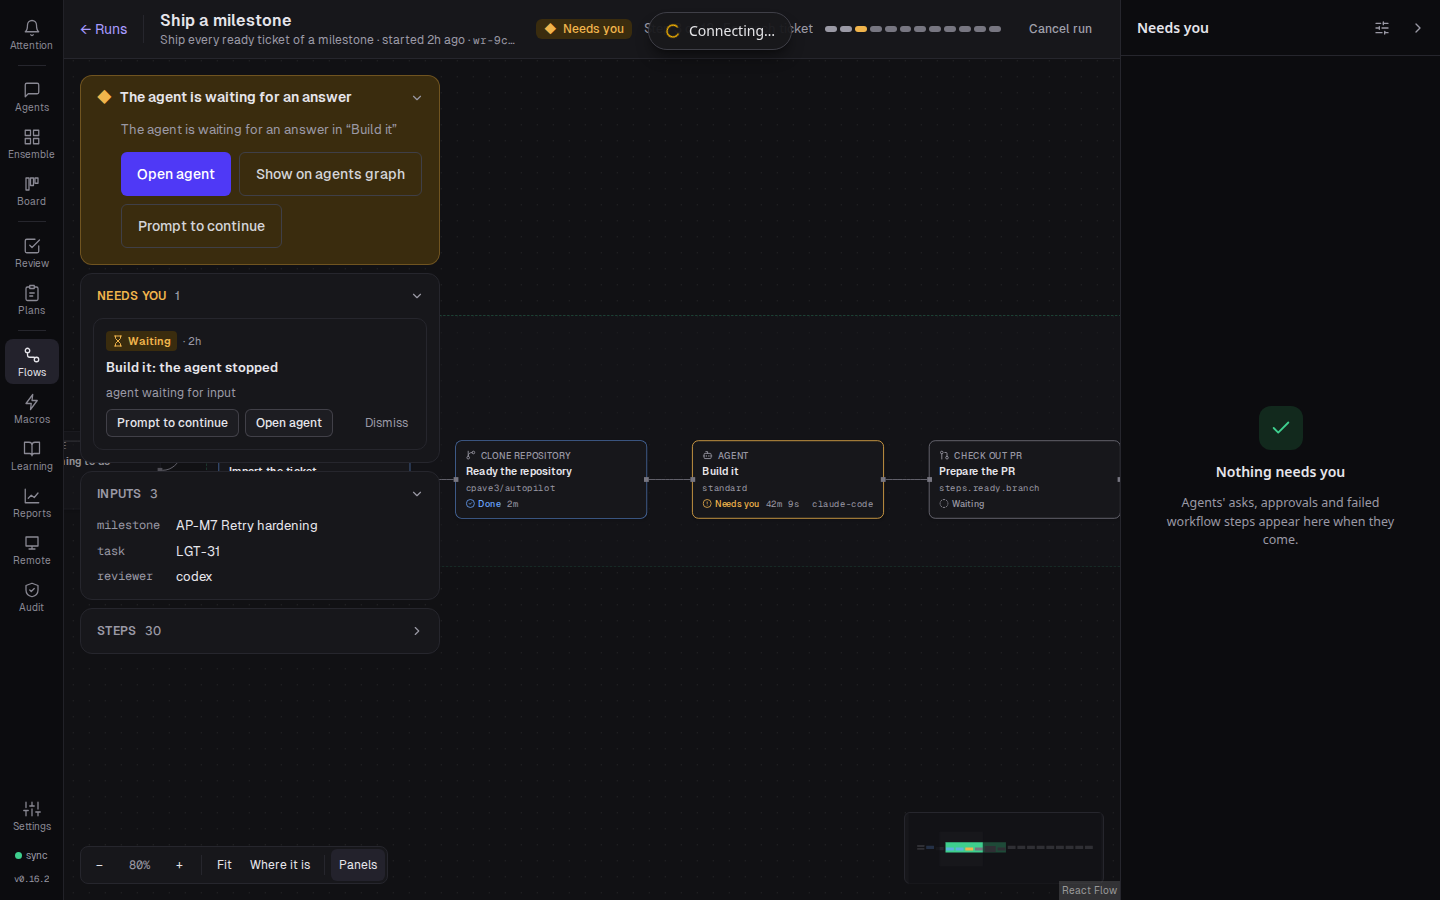 Attention
Agents
Ensemble
Board
Review
Plans
Flows
Macros
Learning
Reports
Remote
Audit
Settings
sync
v0.16.2
← Runs
Ship a milestone
Ship every ready ticket of a milestone · started 2h ago · wr-9c…
Needs you
Connecting…
Cancel run
The agent is waiting for an answer
The agent is waiting for an answer in “Build it”
Open agent
Show on agents graph
Prompt to continue
NEEDS YOU 1
Waiting · 2h
Build it: the agent stopped
agent waiting for input
Prompt to continue
Open agent
Dismiss
INPUTS 3
milestone AP-M7 Retry hardening
task LGT-31
reviewer codex
STEPS 30
CLONE REPOSITORY
Ready the repository
cpave3/autopilot
Done 2m
AGENT
Build it
standard
Needs you 42m 9s claude-code
CHECK OUT PR
Prepare the PR
steps.ready.branch
Waiting
− 80% + Fit Where it is Panels
React Flow
Needs you
Nothing needs you
Agents' asks, approvals and failed
workflow steps appear here when they
come.